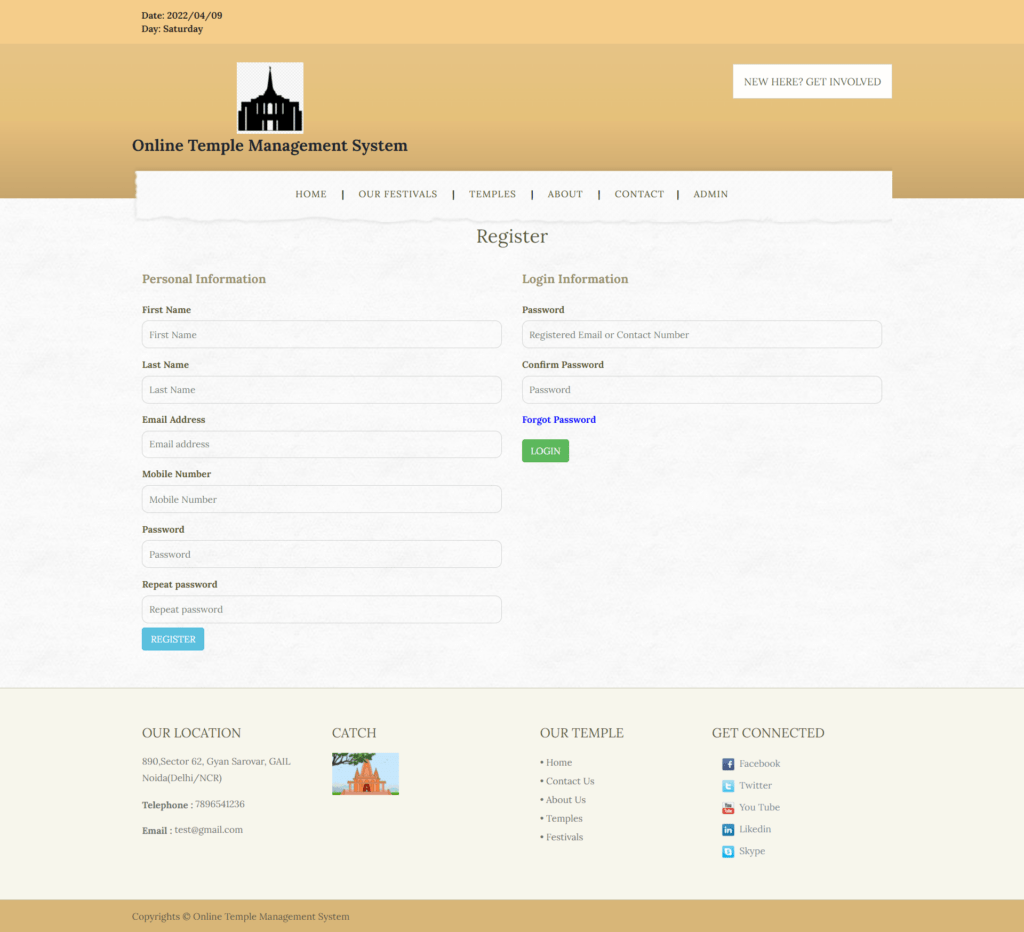 Date: 2022/04/09
Day: Saturday
NEW HERE? GET INVOLVED
Online Temple Management System
HOME | OUR FESTIVALS | TEMPLES | ABOUT | CONTACT | ADMIN
Register
Personal Information
First Name
First Name
Last Name
Last Name
Email Address
Email address
Mobile Number
Mobile Number
Password
Password
Repeat password
Repeat password
REGISTER
Login Information
Password
Registered Email or Contact Number
Confirm Password
Password
Forgot Password
LOGIN
OUR LOCATION
890,Sector 62, Gyan Sarovar, GAIL
Noida(Delhi/NCR)
Telephone : 7896541236
Email : test@gmail.com
CATCH
OUR TEMPLE
• Home
• Contact Us
• About Us
• Temples
• Festivals
GET CONNECTED
Facebook
Twitter
You Tube
Likedin
Skype
Copyrights © Online Temple Management System